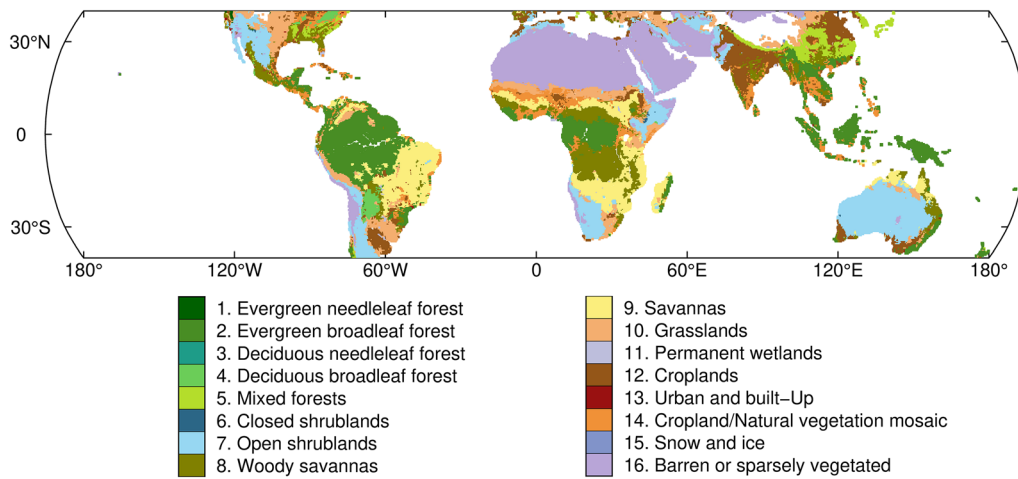 30°N
0
30°S
180°
120°W
60°W
0
60°E
120°E
180°
1. Evergreen needleleaf forest
2. Evergreen broadleaf forest
3. Deciduous needleleaf forest
4. Deciduous broadleaf forest
5. Mixed forests
6. Closed shrublands
7. Open shrublands
8. Woody savannas
9. Savannas
10. Grasslands
11. Permanent wetlands
12. Croplands
13. Urban and built−Up
14. Cropland/Natural vegetation mosaic
15. Snow and ice
16. Barren or sparsely vegetated